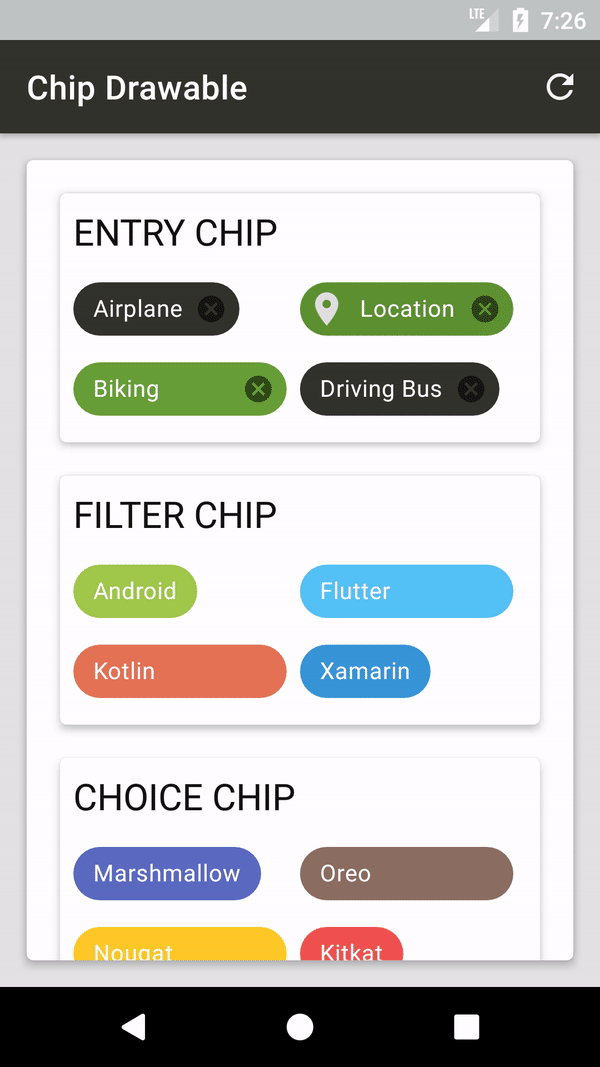 LTE 7:26
Chip Drawable
ENTRY CHIP
Airplane Location
Biking Driving Bus
FILTER CHIP
Android Flutter
Kotlin Xamarin
CHOICE CHIP
Marshmallow Oreo
Nougat Kitkat